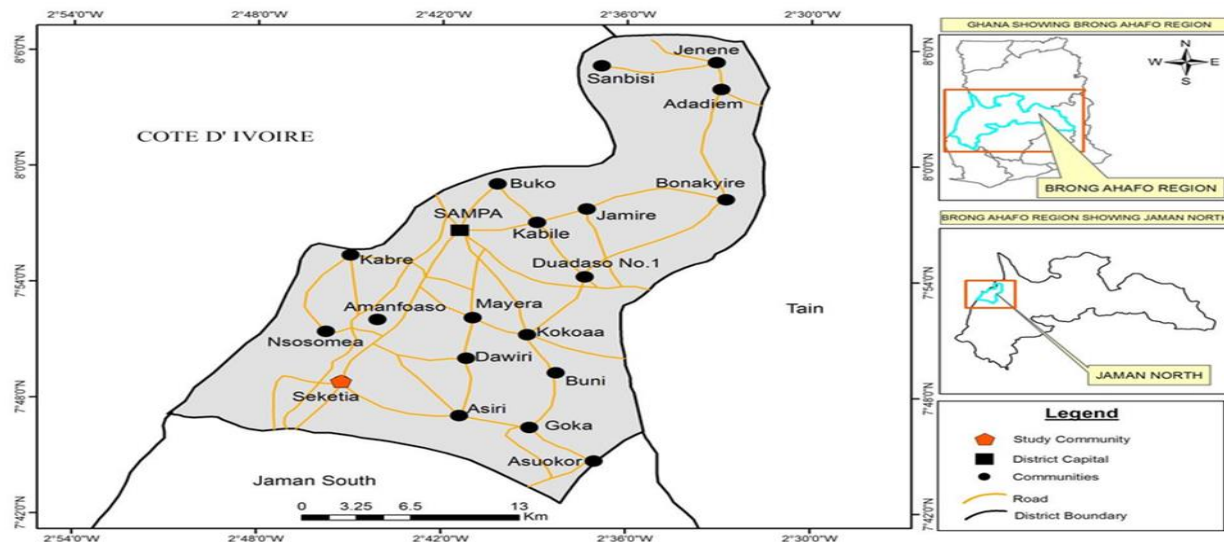 2°54'0"W 2°48'0"W 2°42'0"W 2°36'0"W 2°30'0"W
8°6'0"N
8°0'0"N
7°54'0"N
7°48'0"N
7°42'0"N
COTE D' IVOIRE
Jenene
Sanbisi
Adadiem
Buko
Bonakyire
SAMPA
Jamire
Kabile
Kabre
Duadaso No.1
Amanfoaso
Mayera
Tain
Nsosomea
Kokoaa
Dawiri
Buni
Seketia
Asiri
Goka
Asuokor
Jaman South
0 3.25 6.5 13
Km
8°6'0"N
8°0'0"N
7°54'0"N
7°48'0"N
7°42'0"N
2°54'0"W 2°48'0"W 2°42'0"W 2°36'0"W 2°30'0"W
GHANA SHOWING BRONG AHAFO REGION
N
W E
S
BRONG AHAFO REGION
BRONG AHAFO REGION SHOWING JAMAN NORTH
JAMAN NORTH
Legend
Study Community
District Capital
Communities
Road
District Boundary